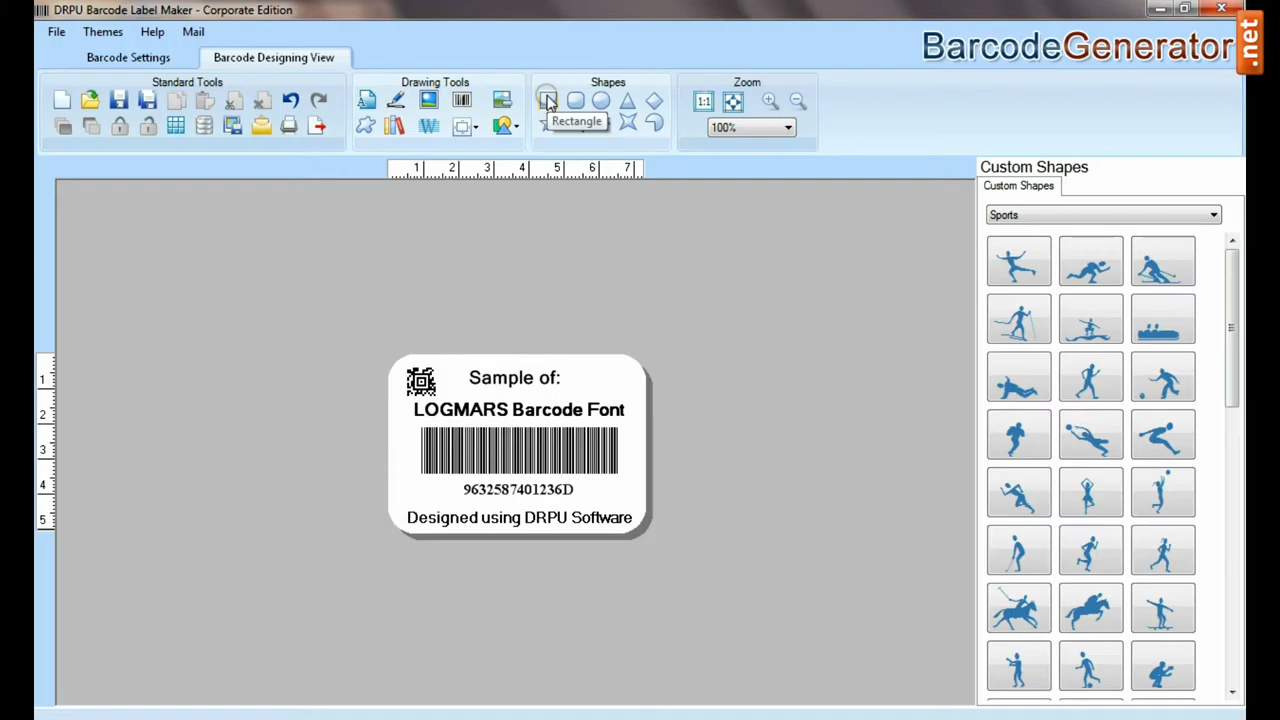 DRPU Barcode Label Maker - Corporate Edition
File Themes Help Mail
BarcodeGenerator.net
Barcode Settings Barcode Designing View
Standard Tools Drawing Tools Shapes Zoom
1:1
Rectangle
100%
1 2 3 4 5 6 7
Custom Shapes
Custom Shapes
Sports
1
2
3
4
5
Sample of:
LOGMARS Barcode Font
9632587401236D
Designed using DRPU Software